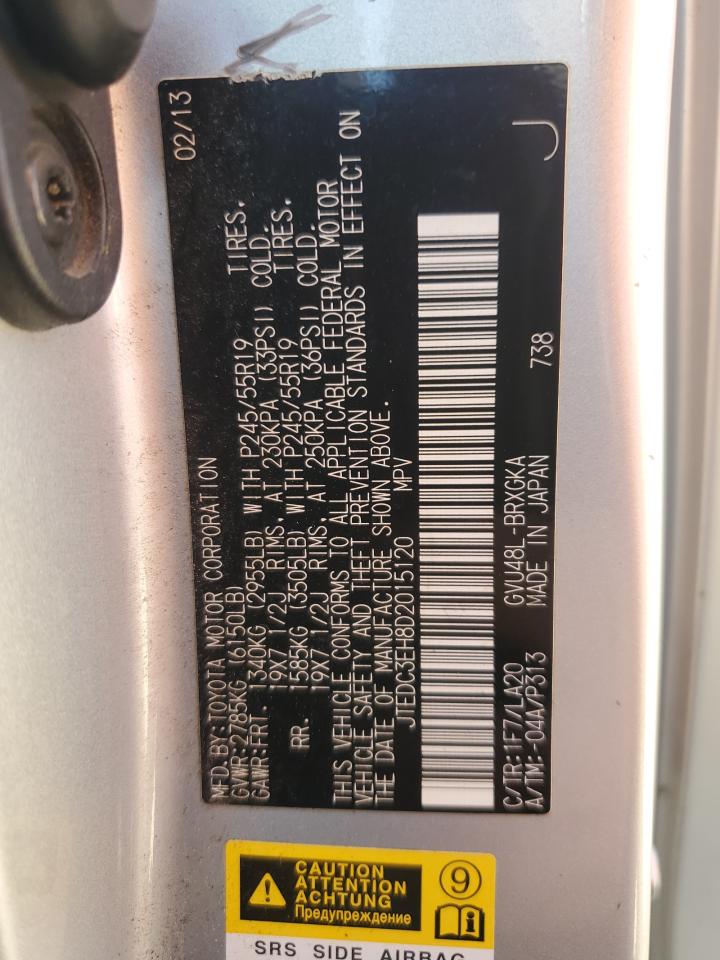 MFD.BY:TOYOTA MOTOR CORPORATION 02/13
GVWR:2785KG (6150LB)
GAWR:FRT. 1340KG (2955LB) WITH P245/55R19 TIRES,
19X7 1/2J RIMS, AT 230KPA (33PSI) COLD.
RR. 1585KG (3505LB) WITH P245/55R19 TIRES,
19X7 1/2J RIMS, AT 250KPA (36PSI) COLD.
THIS VEHICLE CONFORMS TO ALL APPLICABLE FEDERAL MOTOR
VEHICLE SAFETY AND THEFT PREVENTION STANDARDS IN EFFECT ON
THE DATE OF MANUFACTURE SHOWN ABOVE.
JTEDC3EH8D2015120 MPV
C/TR:1F7/LA20 GVU48L-BRXGKA
A/TM:-04A/P313 MADE IN JAPAN 738 J
CAUTION
ATTENTION
ACHTUNG
Предупреждение
9
SRS SIDE AIRBAG